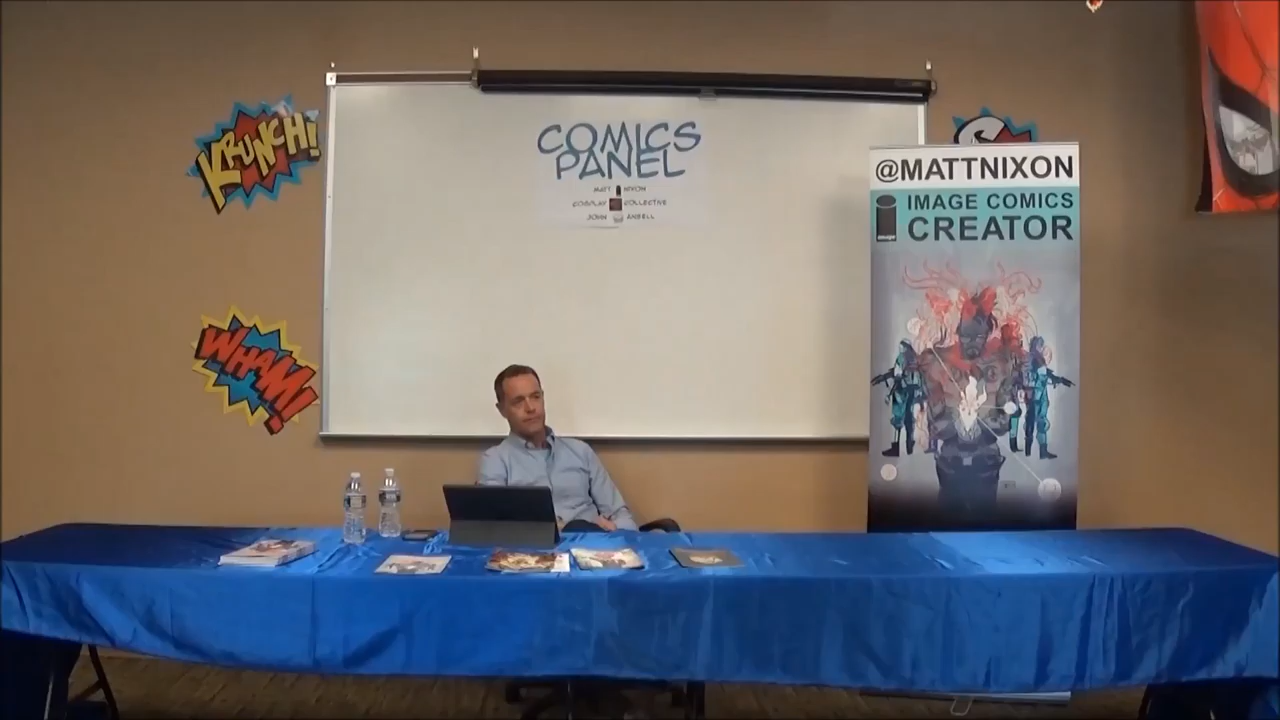 KRUNCH!
WHAM!
COMICS
PANEL
MATT NIXON
COSPLAY COLLECTIVE
JOHN ANSELL
@MATTNIXON
IMAGE COMICS
CREATOR
image